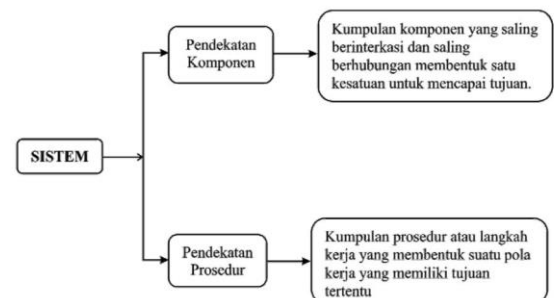 Pendekatan
Komponen
Kumpulan komponen yang saling
berinterkasi dan saling
berhubungan membentuk satu
kesatuan untuk mencapai tujuan.
SISTEM
Pendekatan
Prosedur
Kumpulan prosedur atau langkah
kerja yang membentuk suatu pola
kerja yang memiliki tujuan
tertentu